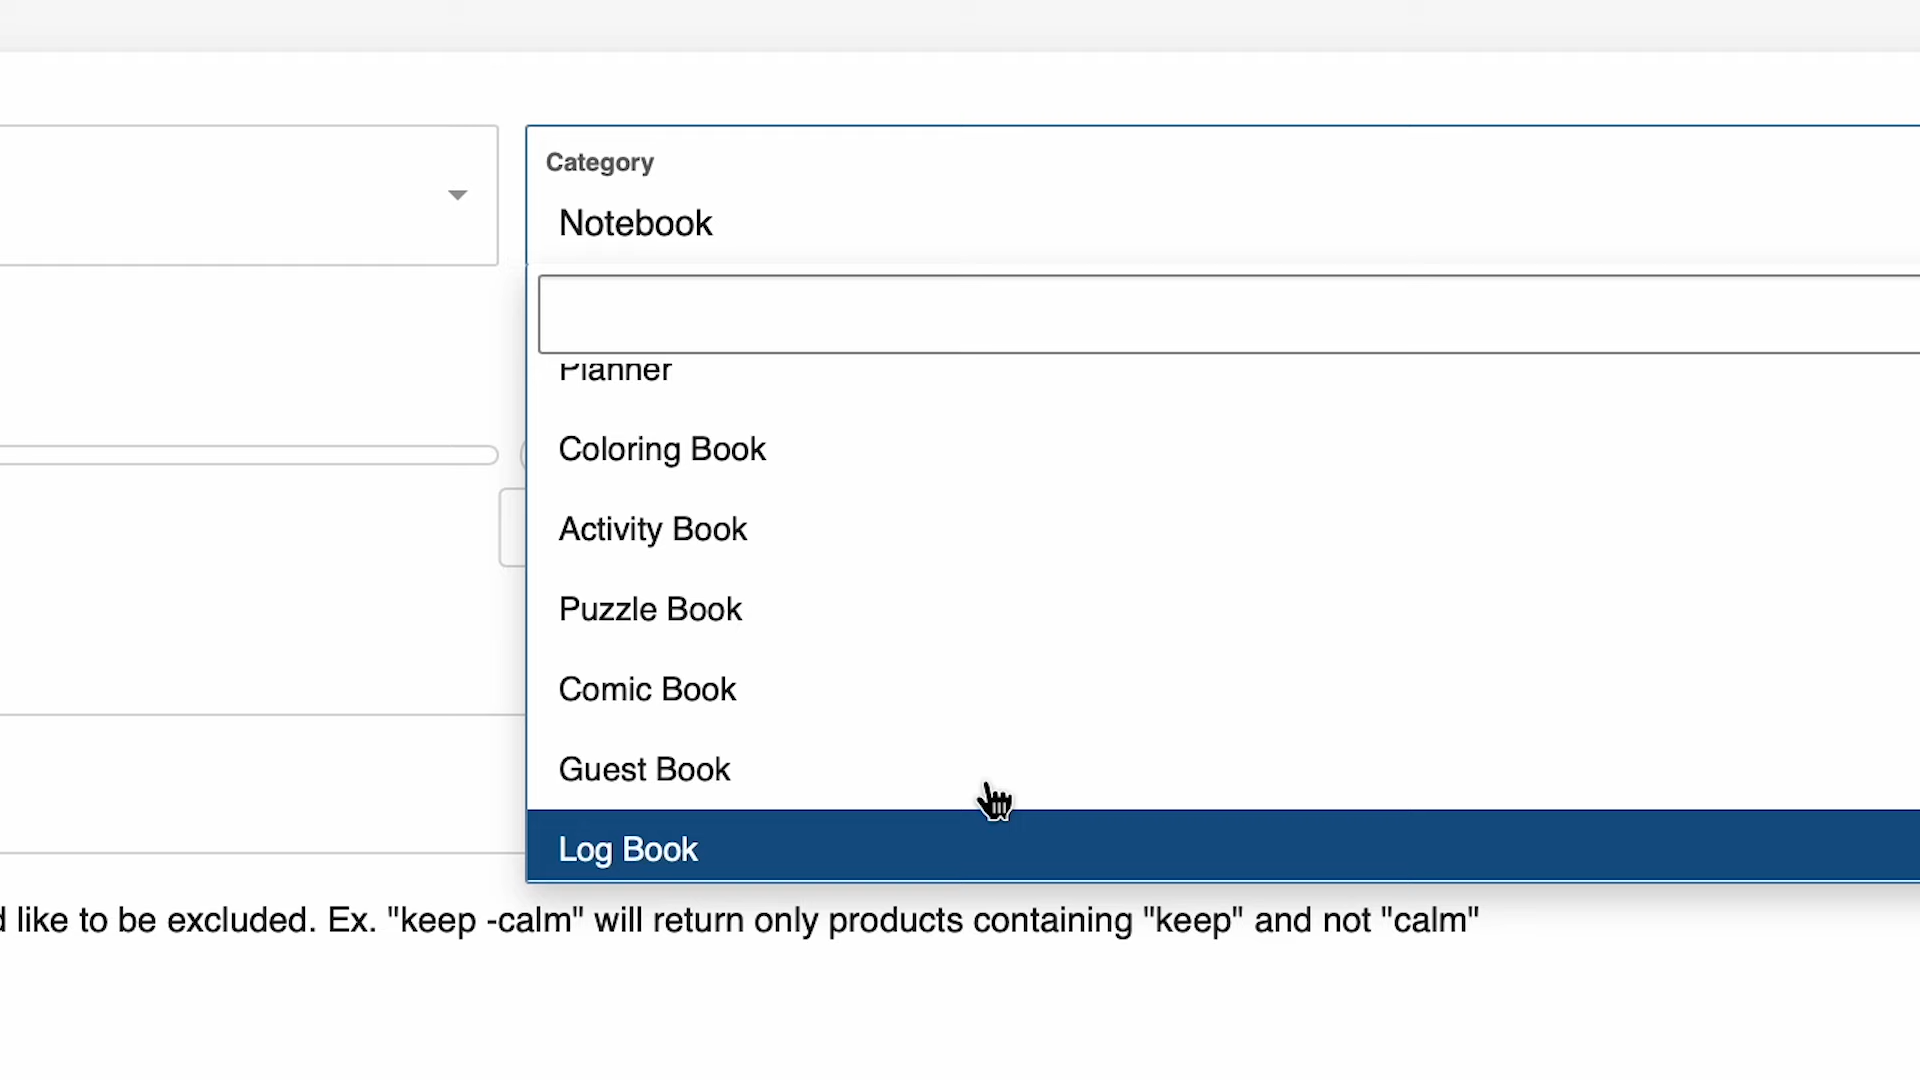 Category
Notebook
Planner
Coloring Book
Activity Book
Puzzle Book
Comic Book
Guest Book
Log Book
like to be excluded. Ex. "keep -calm" will return only products containing "keep" and not "calm"